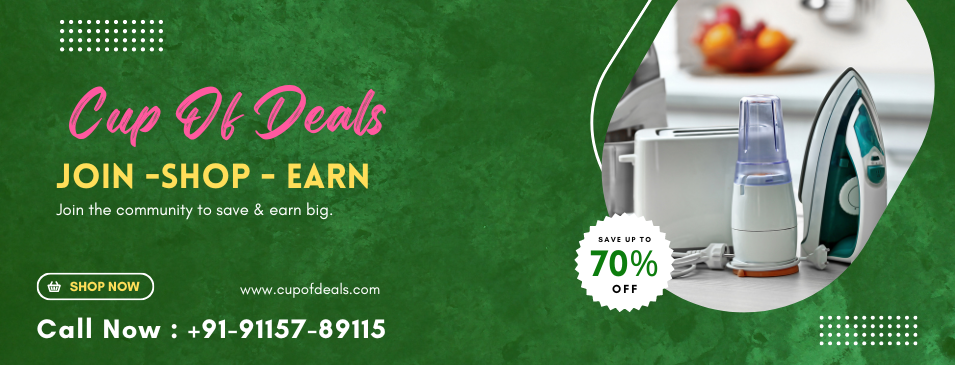 Cup Of Deals
JOIN -SHOP - EARN
Join the community to save & earn big.
SHOP NOW
www.cupofdeals.com
Call Now : +91-91157-89115
SAVE UP TO
70%
OFF